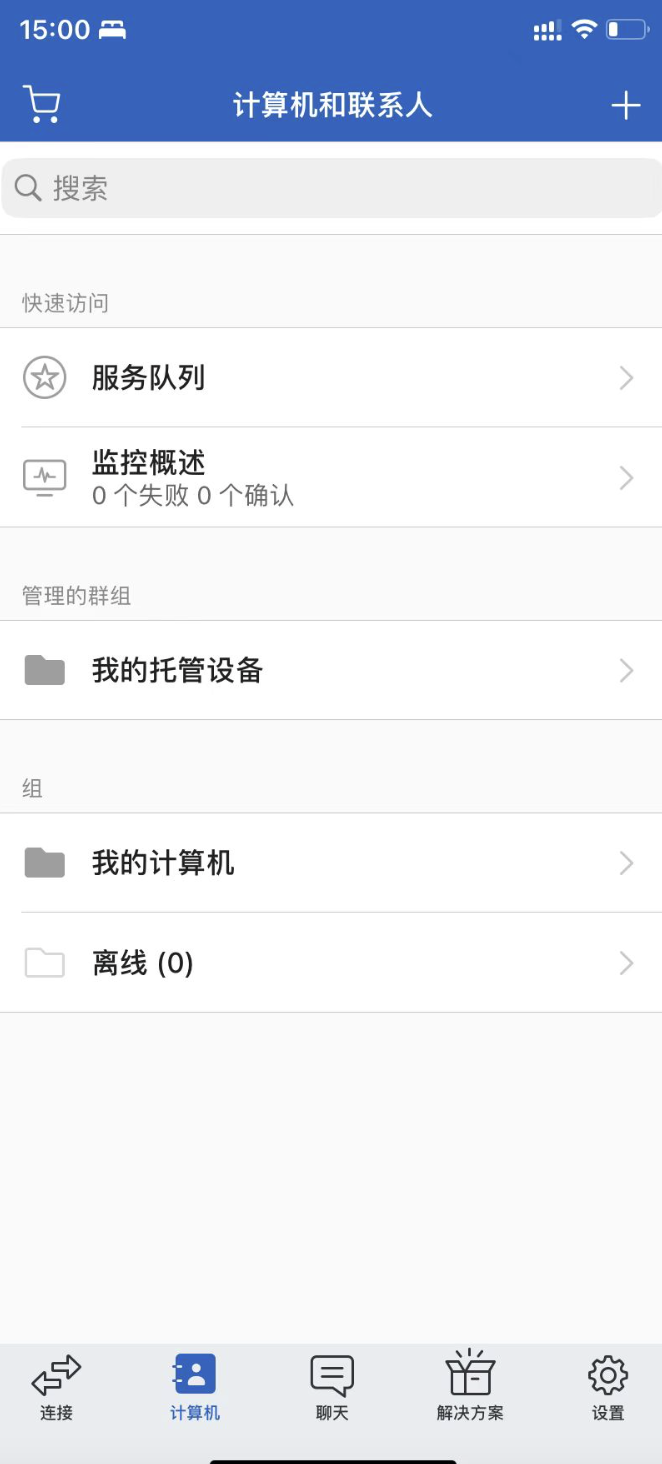 15:00
计算机和联系人
搜索
快速访问
服务队列
监控概述
0 个失败 0 个确认
管理的群组
我的托管设备
组
我的计算机
离线 (0)
连接
计算机
聊天
解决方案
设置